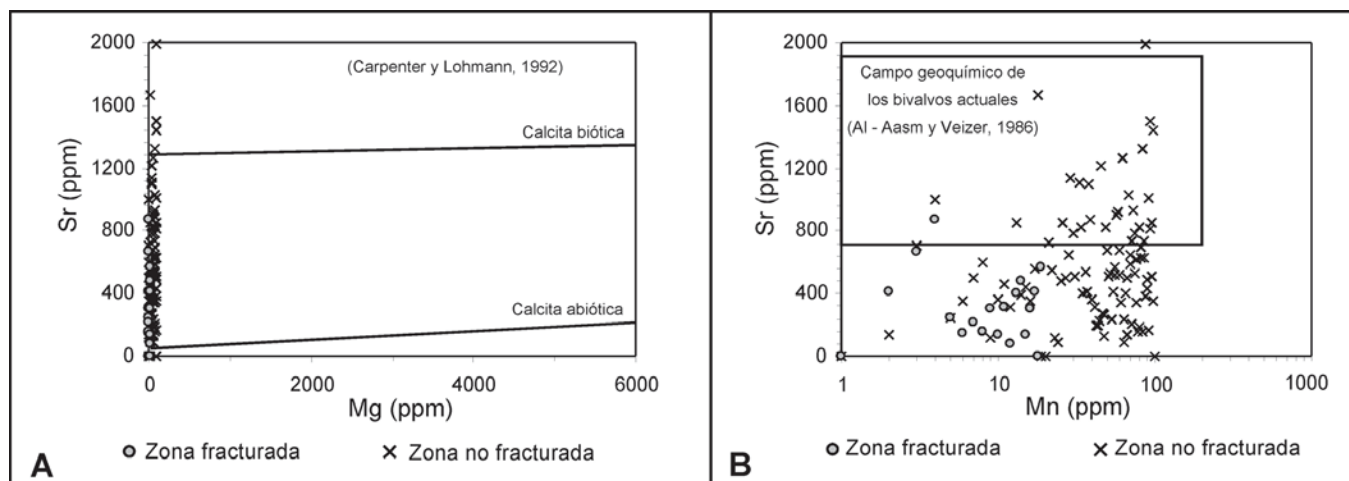 2000
1600
1200
800
400
0
Sr (ppm)
(Carpenter y Lohmann, 1992)
Calcita biótica
Calcita abiótica
0
2000
4000
6000
Mg (ppm)
Zona fracturada
Zona no fracturada
A
2000
1600
1200
800
400
0
Sr (ppm)
Campo geoquímico de
los bivalvos actuales
(Al - Aasm y Veizer, 1986)
1
10
100
1000
Mn (ppm)
Zona fracturada
Zona no fracturada
B